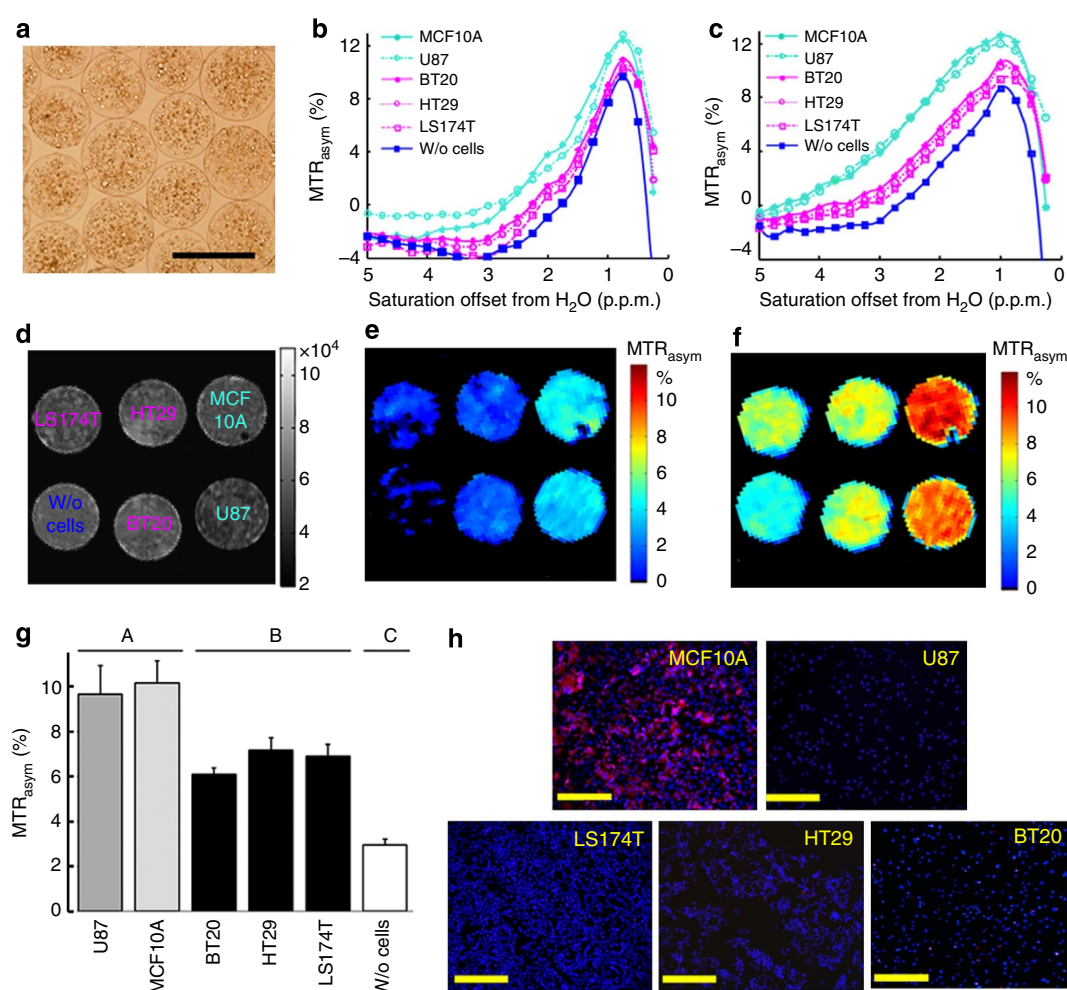 a
b
12
8
4
0
–4
MTRasym (%)
MCF10A
U87
BT20
HT29
LS174T
W/o cells
5
4
3
2
1
0
Saturation offset from H2O (p.p.m.)
c
12
8
4
0
–4
MTRasym (%)
MCF10A
U87
BT20
HT29
LS174T
W/o cells
5
4
3
2
1
0
Saturation offset from H2O (p.p.m.)
d
LS174T
HT29
MCF
10A
W/o
cells
BT20
U87
×10⁴
10
8
6
4
2
e
MTRasym
%
10
8
6
4
2
0
f
MTRasym
%
10
8
6
4
2
0
g
A
B
C
MTRasym (%)
10
8
6
4
2
0
U87
MCF10A
BT20
HT29
LS174T
W/o cells
h
MCF10A
U87
LS174T
HT29
BT20